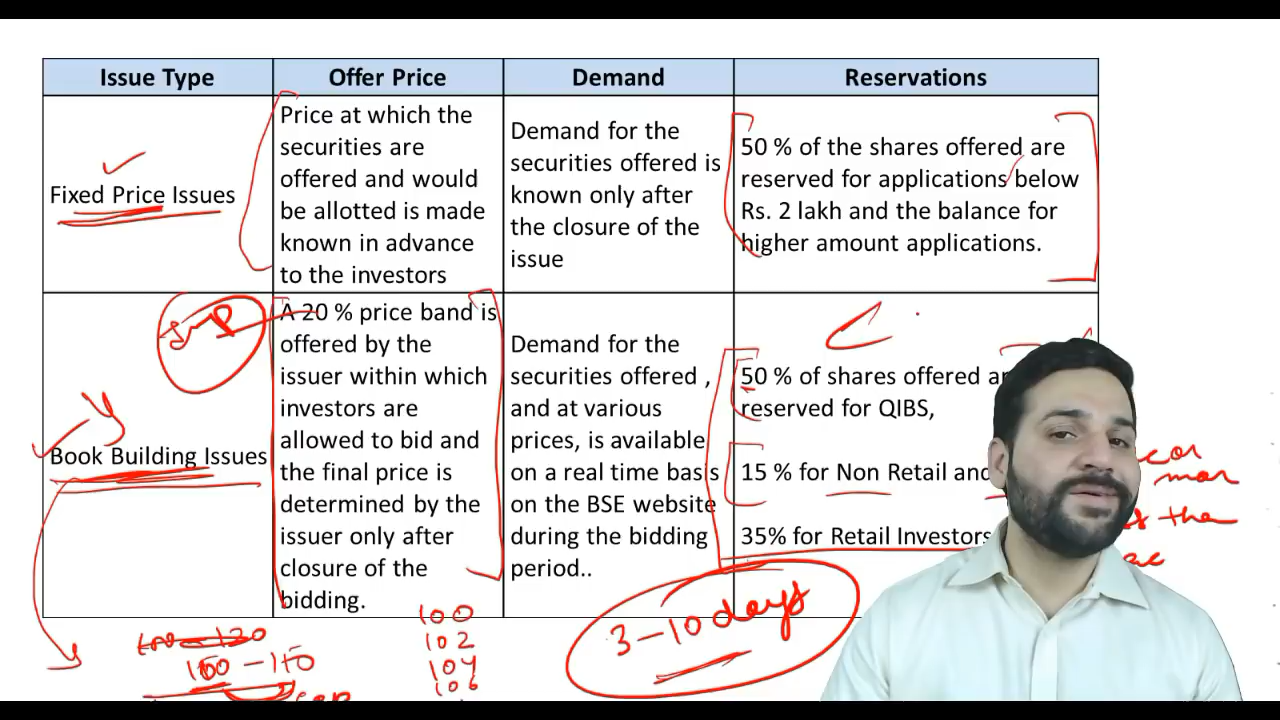 Issue Type
Offer Price
Demand
Reservations
Fixed Price Issues
Price at which the
securities are
offered and would
be allotted is made
known in advance
to the investors
Demand for the
securities offered is
known only after
the closure of the
issue
50 % of the shares offered are
reserved for applications below
Rs. 2 lakh and the balance for
higher amount applications.
Imp
Book Building Issues
A 20 % price band is
offered by the
issuer within which
investors are
allowed to bid and
the final price is
determined by the
issuer only after
closure of the
bidding.
Demand for the
securities offered ,
and at various
prices, is available
on a real time basis
on the BSE website
during the bidding
period..
50 % of shares offered
reserved for QIBS,
15 % for Non Retail and
35% for Retail Investors
the
3-10 days
100
102
104
106